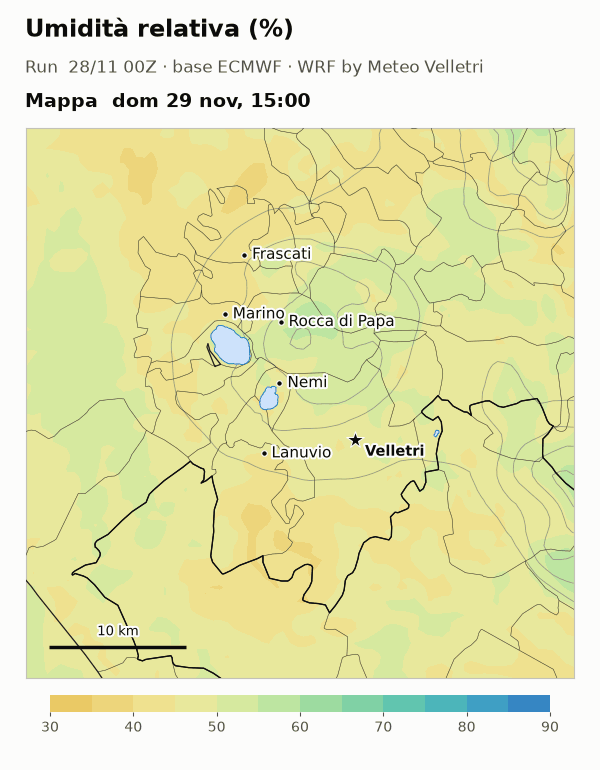 Umidità relativa (%)
Run  28/11 00Z · base ECMWF · WRF by Meteo Velletri
Mappa  dom 29 nov, 15:00
Frascati
Marino
Rocca di Papa
Nemi
Velletri
Lanuvio
10 km
30 40 50 60 70 80 90